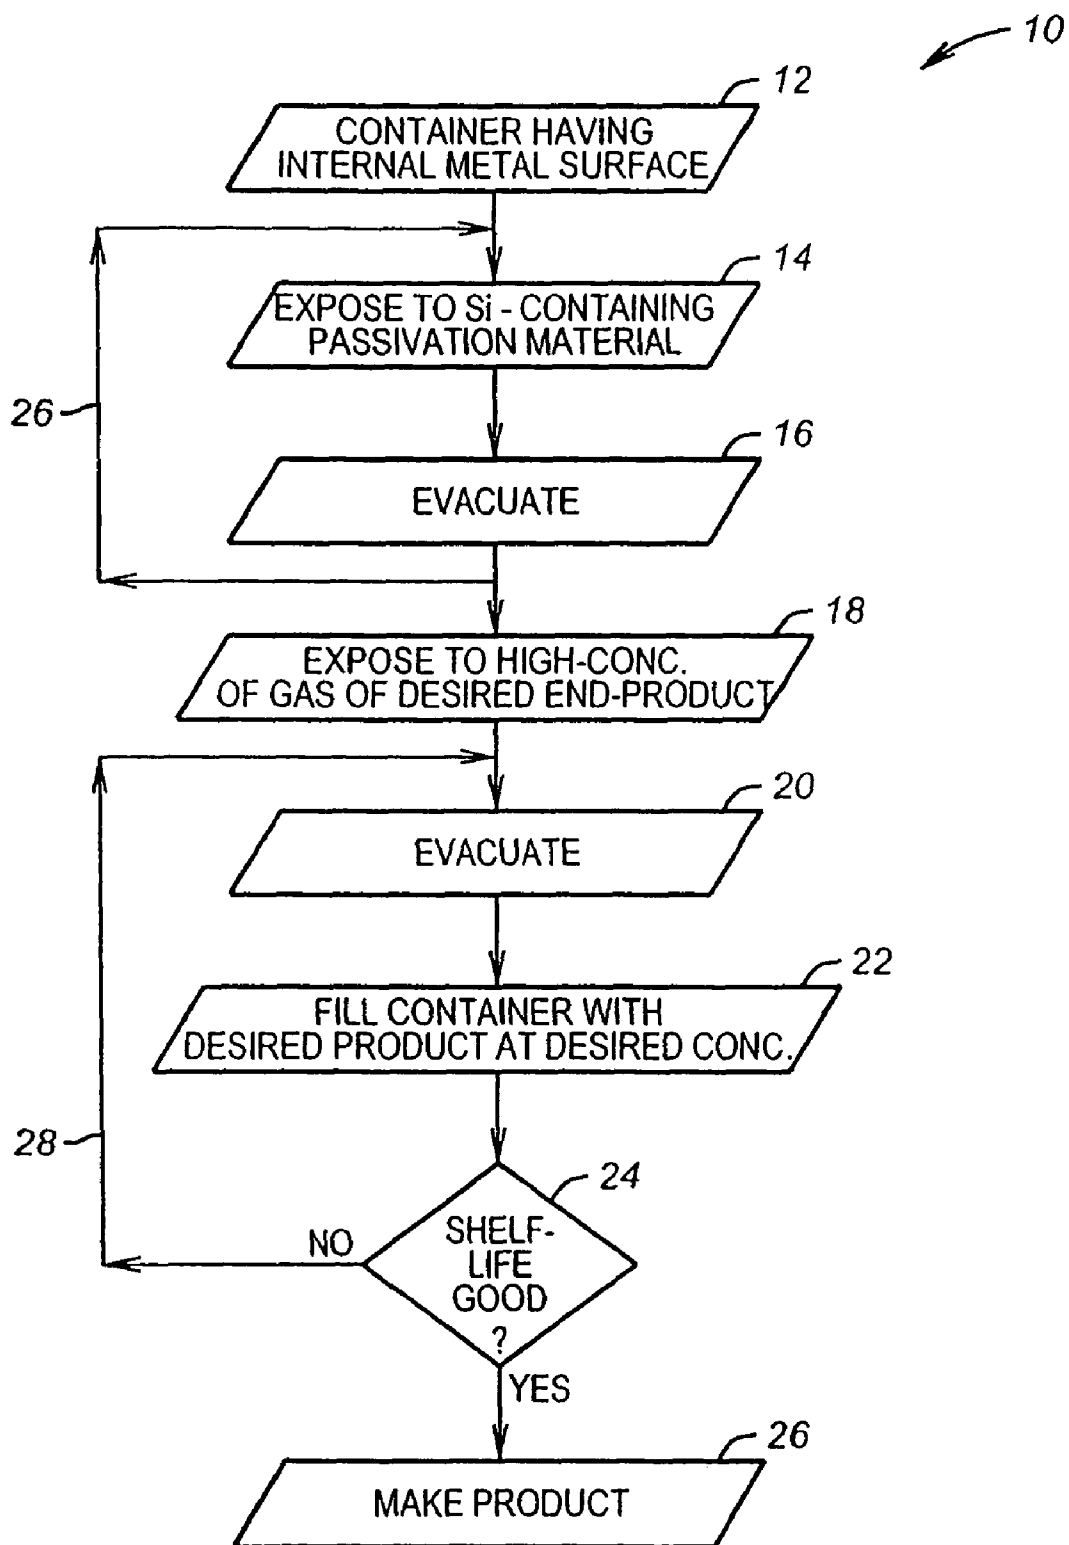 10
12
CONTAINER HAVING
INTERNAL METAL SURFACE
14
EXPOSE TO Si - CONTAINING
PASSIVATION MATERIAL
26
16
EVACUATE
18
EXPOSE TO HIGH-CONC.
OF GAS OF DESIRED END-PRODUCT
20
EVACUATE
22
FILL CONTAINER WITH
DESIRED PRODUCT AT DESIRED CONC.
28
24
NO
SHELF-
LIFE
GOOD
?
YES
26
MAKE PRODUCT